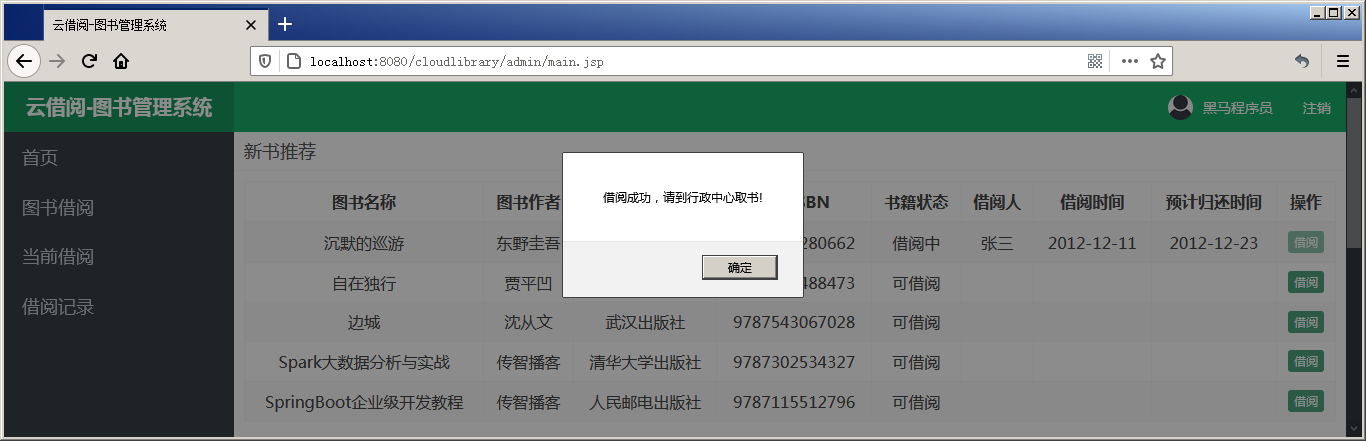 云借阅-图书管理系统
localhost:8080/cloudlibrary/admin/main.jsp
云借阅-图书管理系统
黑马程序员 注销
首页
图书借阅
当前借阅
借阅记录
新书推荐
图书名称 图书作者 SBN 书籍状态 借阅人 借阅时间 预计归还时间 操作
沉默的巡游 东野圭吾 280662 借阅中 张三 2012-12-11 2012-12-23 借阅
自在独行 贾平凹 488473 可借阅 借阅
边城 沈从文 武汉出版社 9787543067028 可借阅 借阅
Spark大数据分析与实战 传智播客 清华大学出版社 9787302534327 可借阅 借阅
SpringBoot企业级开发教程 传智播客 人民邮电出版社 9787115512796 可借阅 借阅
借阅成功，请到行政中心取书!
确定